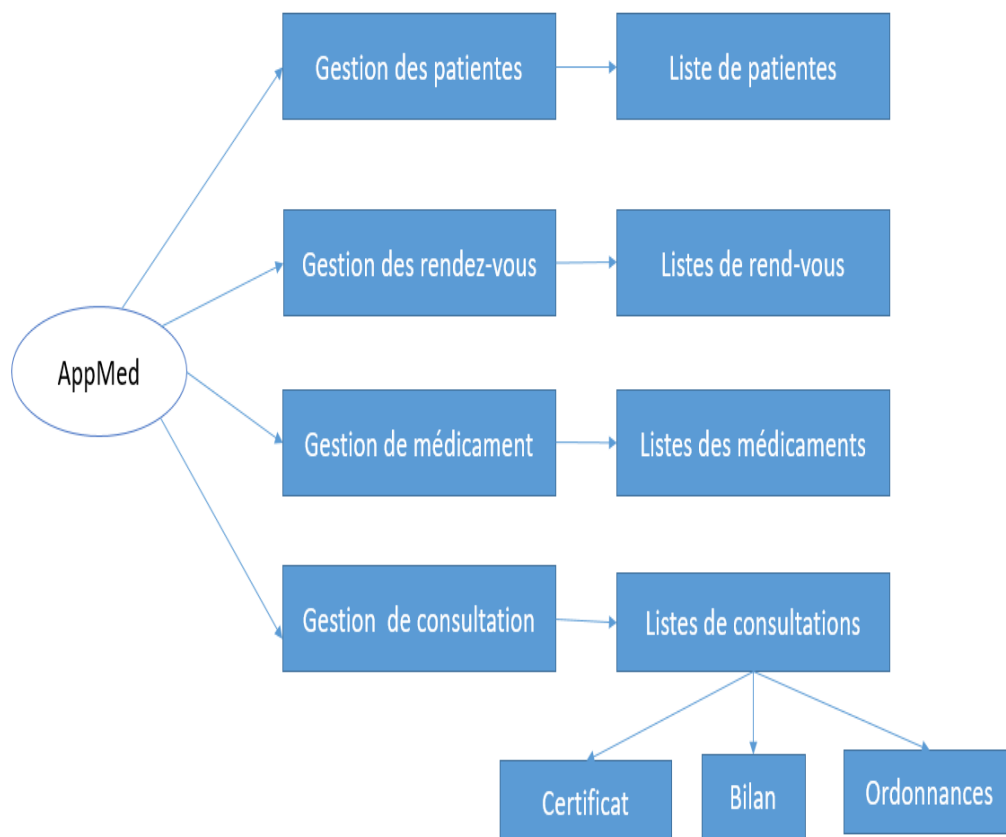 Gestion des patientes
Liste de patientes
Gestion des rendez-vous
Listes de rend-vous
AppMed
Gestion de médicament
Listes des médicaments
Gestion  de consultation
Listes de consultations
Certificat
Bilan
Ordonnances